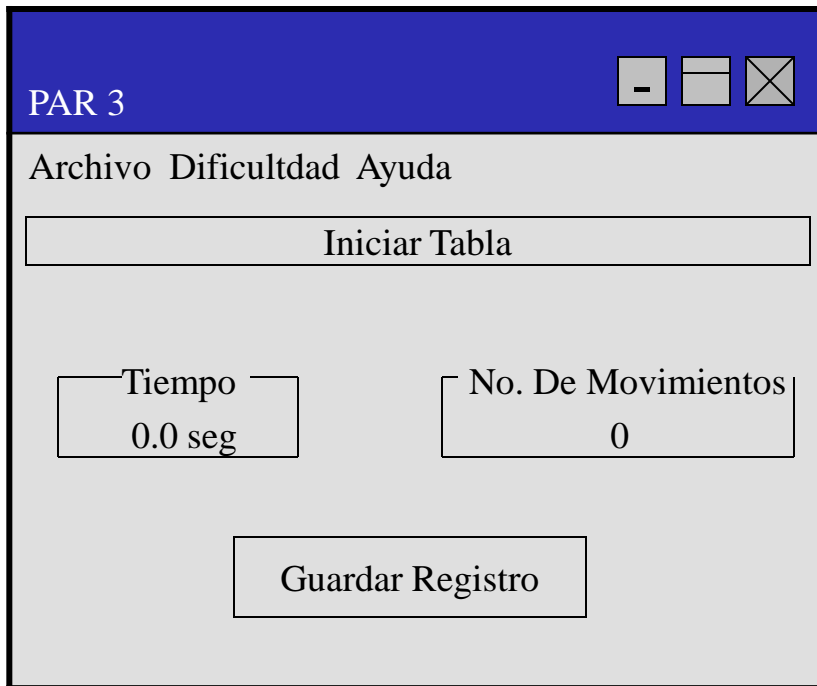 PAR 3
Archivo Dificultdad Ayuda
Iniciar Tabla
Tiempo No. De Movimientos
0.0 seg 0
Guardar Registro